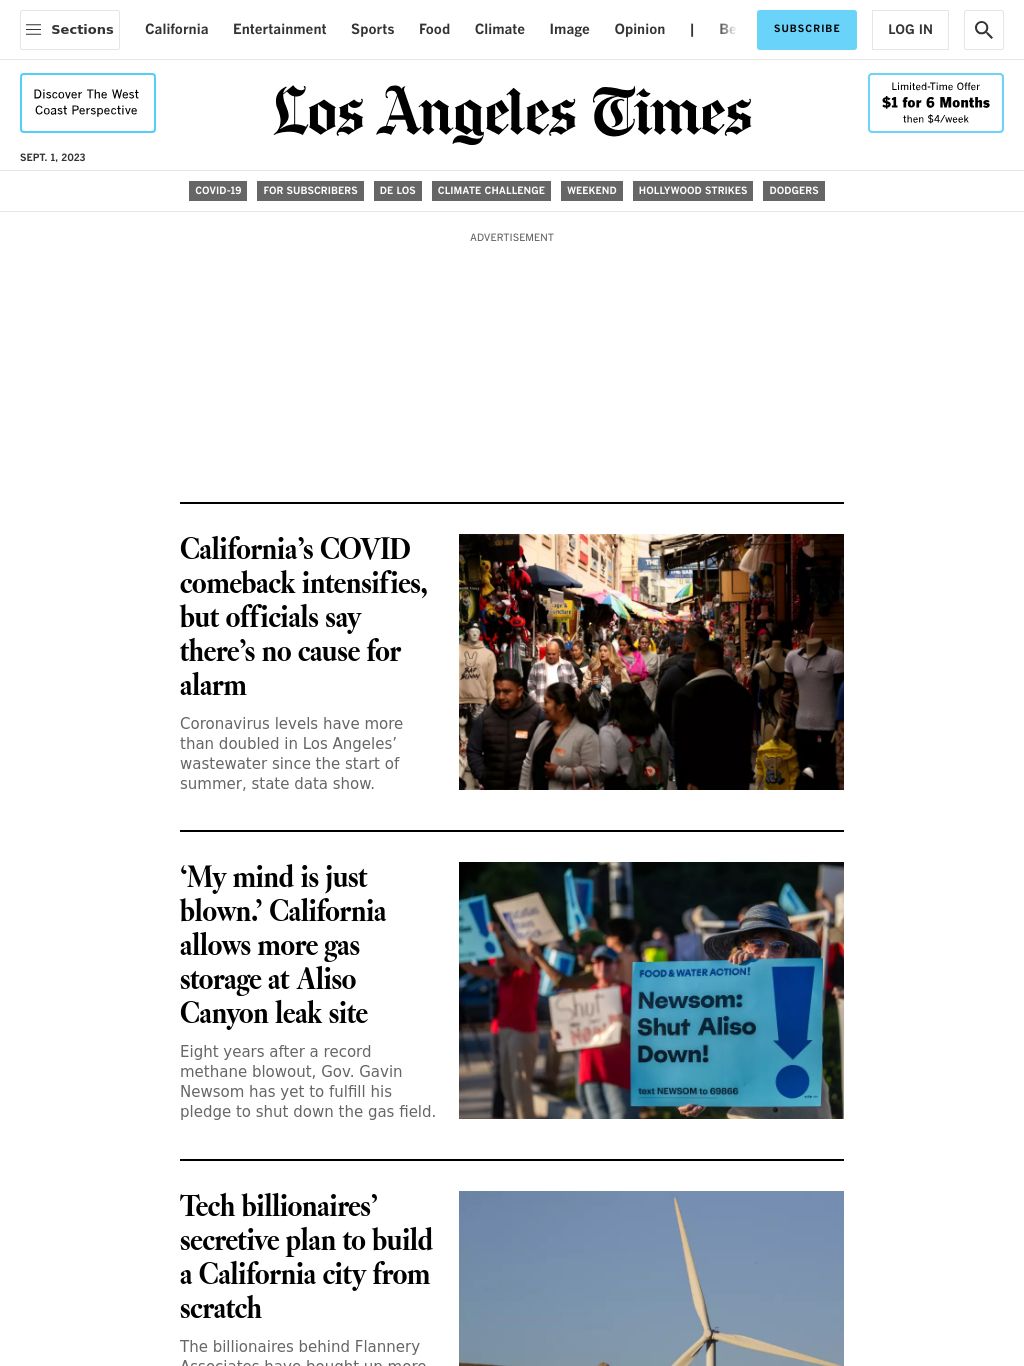 Sections
California
Entertainment
Sports
Food
Climate
Image
Opinion
|
SUBSCRIBE
LOG IN
Discover The West
Coast Perspective
Los Angeles Times
Limited-Time Offer
$1 for 6 Months
then $4/week
SEPT. 1, 2023
COVID-19
FOR SUBSCRIBERS
DE LOS
CLIMATE CHALLENGE
WEEKEND
HOLLYWOOD STRIKES
DODGERS
ADVERTISEMENT
California’s COVID
comeback intensifies,
but officials say
there’s no cause for
alarm
Coronavirus levels have more
than doubled in Los Angeles’
wastewater since the start of
summer, state data show.
‘My mind is just
blown.’ California
allows more gas
storage at Aliso
Canyon leak site
Eight years after a record
methane blowout, Gov. Gavin
Newsom has yet to fulfill his
pledge to shut down the gas field.
FOOD & WATER ACTION!
Newsom:
Shut Aliso
Down!
text NEWSOM to 69866
Shut
Tech billionaires’
secretive plan to build
a California city from
scratch
The billionaires behind Flannery
Associates have bought up more